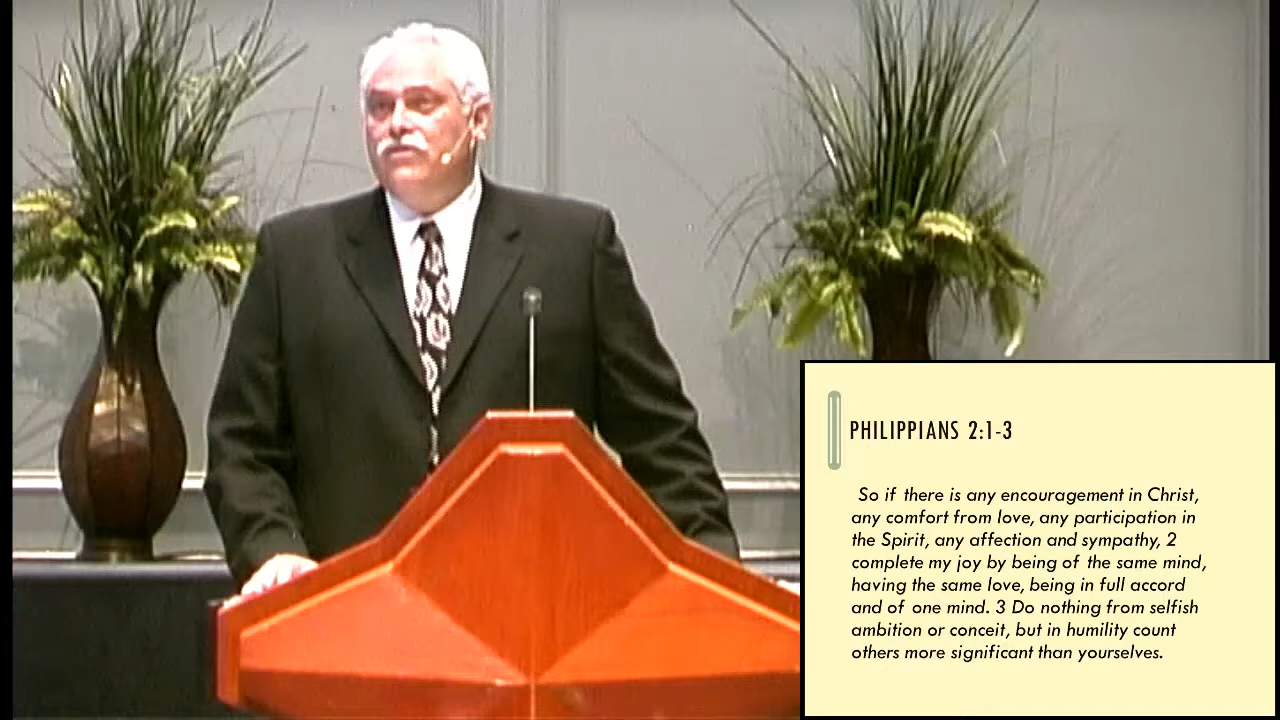 PHILIPPIANS 2:1-3
So if there is any encouragement in Christ,
any comfort from love, any participation in
the Spirit, any affection and sympathy, 2
complete my joy by being of the same mind,
having the same love, being in full accord
and of one mind. 3 Do nothing from selfish
ambition or conceit, but in humility count
others more significant than yourselves.